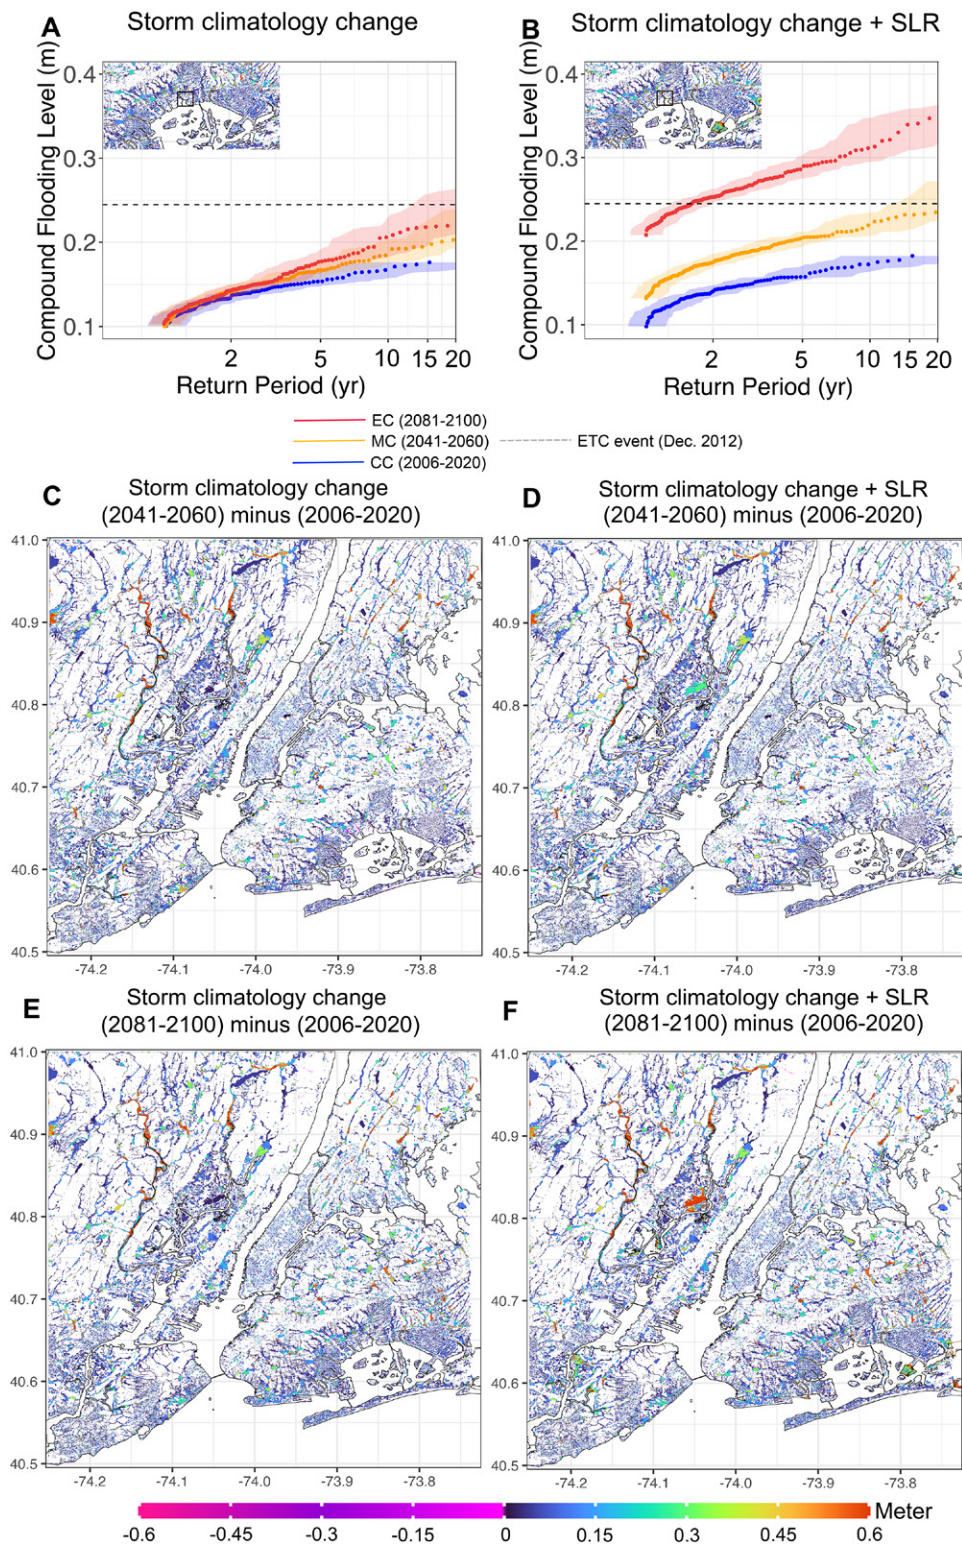 A
Storm climatology change
B
Storm climatology change + SLR
Compound Flooding Level (m)
0.4
0.3
0.2
0.1
2
5
10
15
20
Return Period (yr)
Compound Flooding Level (m)
0.4
0.3
0.2
0.1
2
5
10
15
20
Return Period (yr)
EC (2081-2100)
MC (2041-2060)
CC (2006-2020)
ETC event (Dec. 2012)
C
Storm climatology change
(2041-2060) minus (2006-2020)
41.0
40.9
40.8
40.7
40.6
40.5
-74.2
-74.1
-74.0
-73.9
-73.8
D
Storm climatology change + SLR
(2041-2060) minus (2006-2020)
41.0
40.9
40.8
40.7
40.6
40.5
-74.2
-74.1
-74.0
-73.9
-73.8
E
Storm climatology change
(2081-2100) minus (2006-2020)
41.0
40.9
40.8
40.7
40.6
40.5
-74.2
-74.1
-74.0
-73.9
-73.8
F
Storm climatology change + SLR
(2081-2100) minus (2006-2020)
41.0
40.9
40.8
40.7
40.6
40.5
-74.2
-74.1
-74.0
-73.9
-73.8
Meter
-0.6
-0.45
-0.3
-0.15
0
0.15
0.3
0.45
0.6